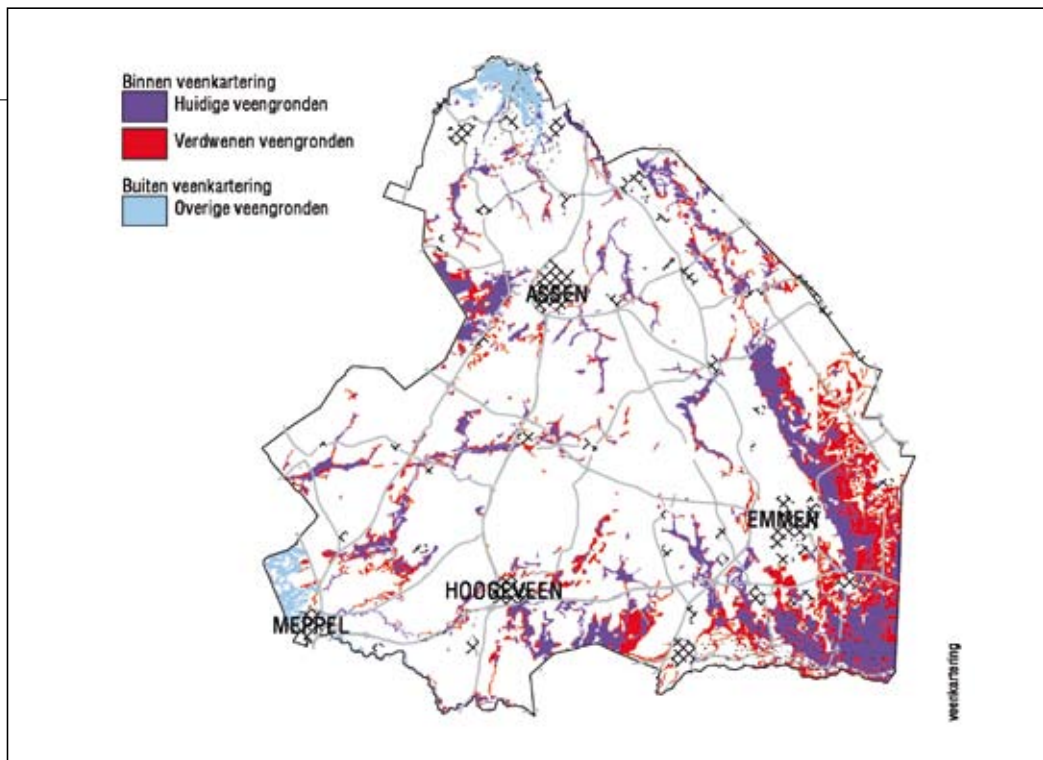 Binnen veenkartering
Huidige veengronden
Verdwenen veengronden
Buiten veenkartering
Overige veengronden
ASSEN
EMMEN
HOOGEVEEN
MEPPEL
veenkartering